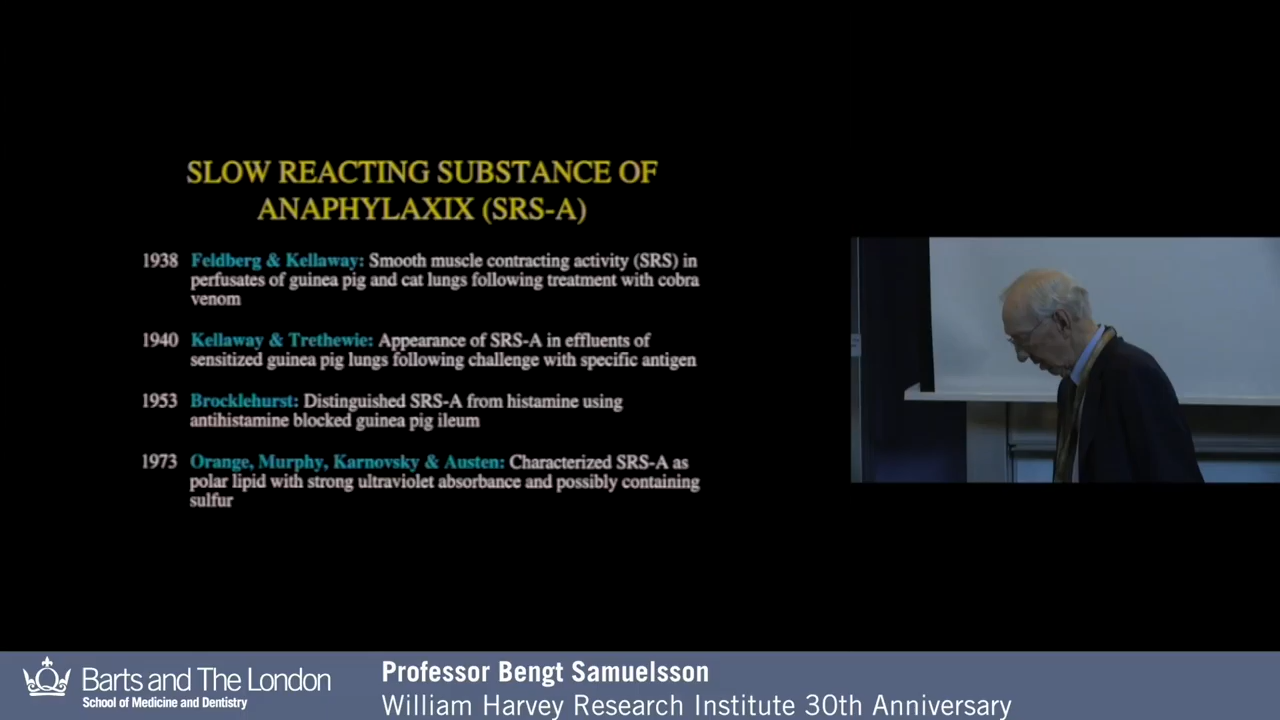 SLOW REACTING SUBSTANCE OF
ANAPHYLAXIX (SRS-A)
1938 Feldberg & Kellaway: Smooth muscle contracting activity (SRS) in
perfusates of guinea pig and cat lungs following treatment with cobra
venom
1940 Kellaway & Trethewie: Appearance of SRS-A in effluents of
sensitized guinea pig lungs following challenge with specific antigen
1953 Brocklehurst: Distinguished SRS-A from histamine using
antihistamine blocked guinea pig ileum
1973 Orange, Murphy, Karnovsky & Austen: Characterized SRS-A as
polar lipid with strong ultraviolet absorbance and possibly containing
sulfur
Barts and The London
School of Medicine and Dentistry
Professor Bengt Samuelsson
William Harvey Research Institute 30th Anniversary